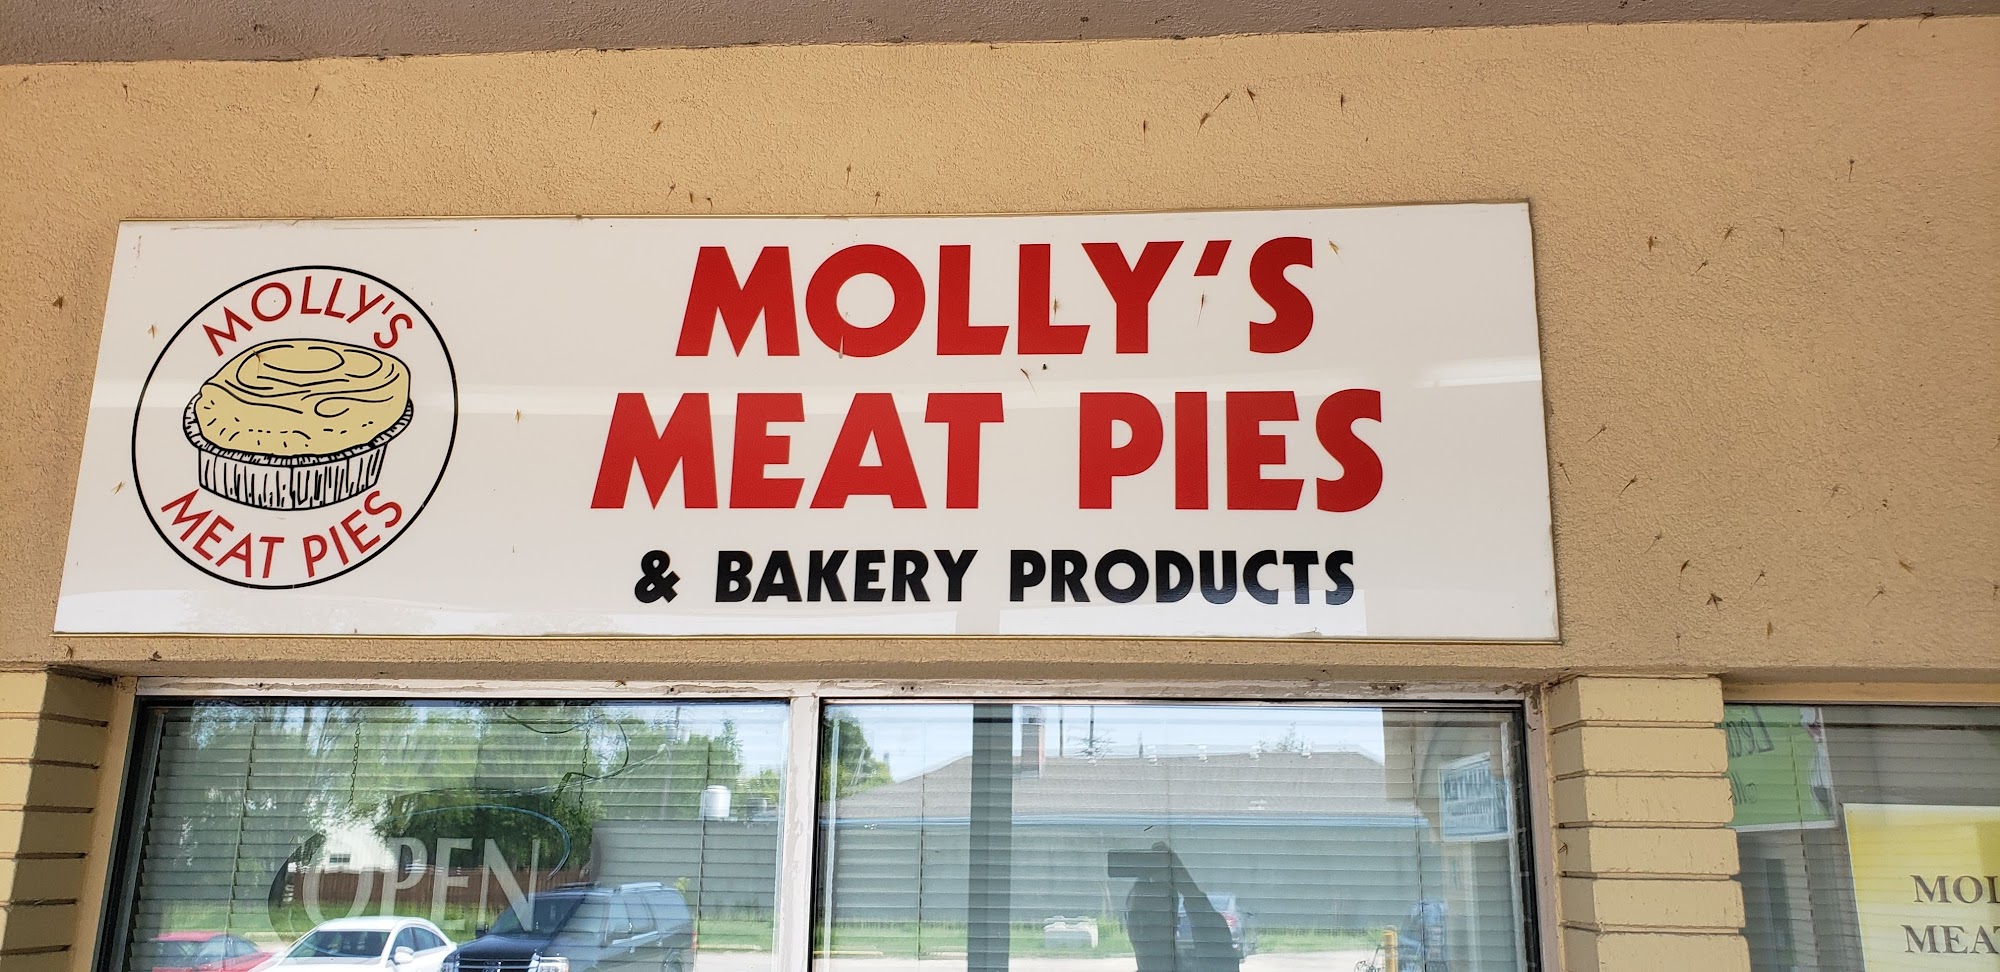 MOLLY'S
MEAT PIES
MOLLY'S
MEAT PIES
& BAKERY PRODUCTS
OPEN